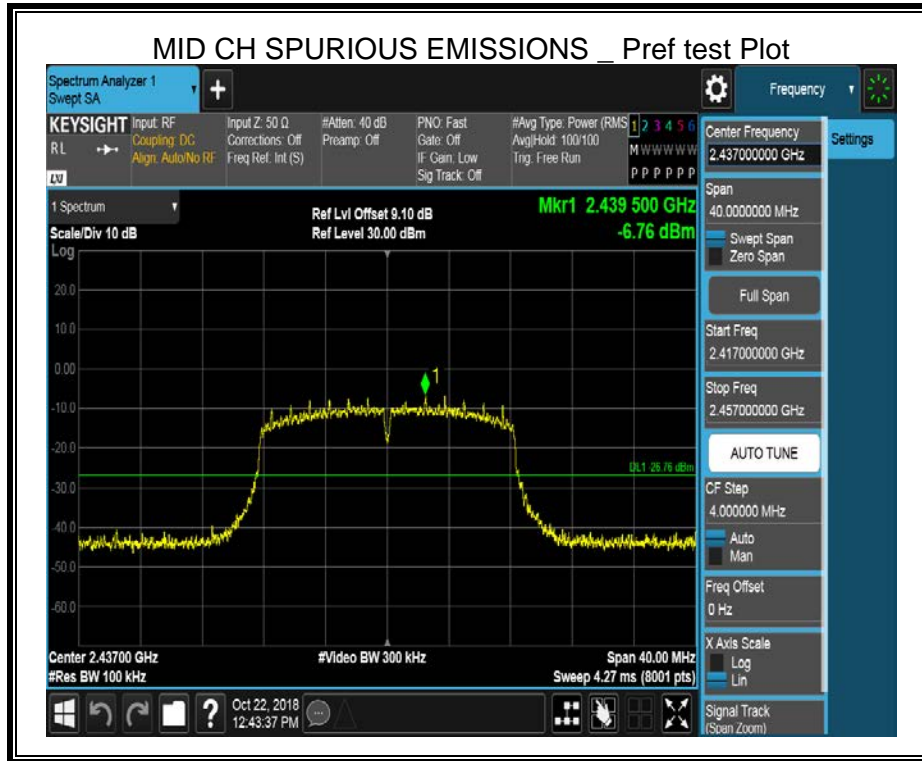 MID CH SPURIOUS EMISSIONS _ Pref test Plot
Spectrum Analyzer 1
Swept SA
+
Frequency
KEYSIGHT
RL
LXI
Input: RF
Coupling: DC
Align: Auto/No RF
Input Z: 50 Ω
Corrections: Off
Freq Ref: Int (S)
#Atten: 40 dB
Preamp: Off
PNO: Fast
Gate: Off
IF Gain: Low
Sig Track: Off
#Avg Type: Power (RMS
Avg|Hold: 100/100
Trig: Free Run
1 2 3 4 5 6
M W W W W W
P P P P P P
Center Frequency
2.437000000 GHz
Settings
1 Spectrum
Scale/Div 10 dB
Ref Lvl Offset 9.10 dB
Ref Level 30.00 dBm
Mkr1 2.439 500 GHz
-6.76 dBm
Span
40.0000000 MHz
Swept Span
Zero Span
Full Span
Start Freq
2.417000000 GHz
Stop Freq
2.457000000 GHz
AUTO TUNE
CF Step
4.000000 MHz
Auto
Man
Freq Offset
0 Hz
X Axis Scale
Log
Lin
Signal Track
(Span Zoom)
Log
20.0
10.0
0.00
-10.0
-20.0
-30.0
-40.0
-50.0
-60.0
1
DL1 -26.76 dBm
Center 2.43700 GHz
#Res BW 100 kHz
#Video BW 300 kHz
Span 40.00 MHz
Sweep 4.27 ms (8001 pts)
?
Oct 22, 2018
12:43:37 PM